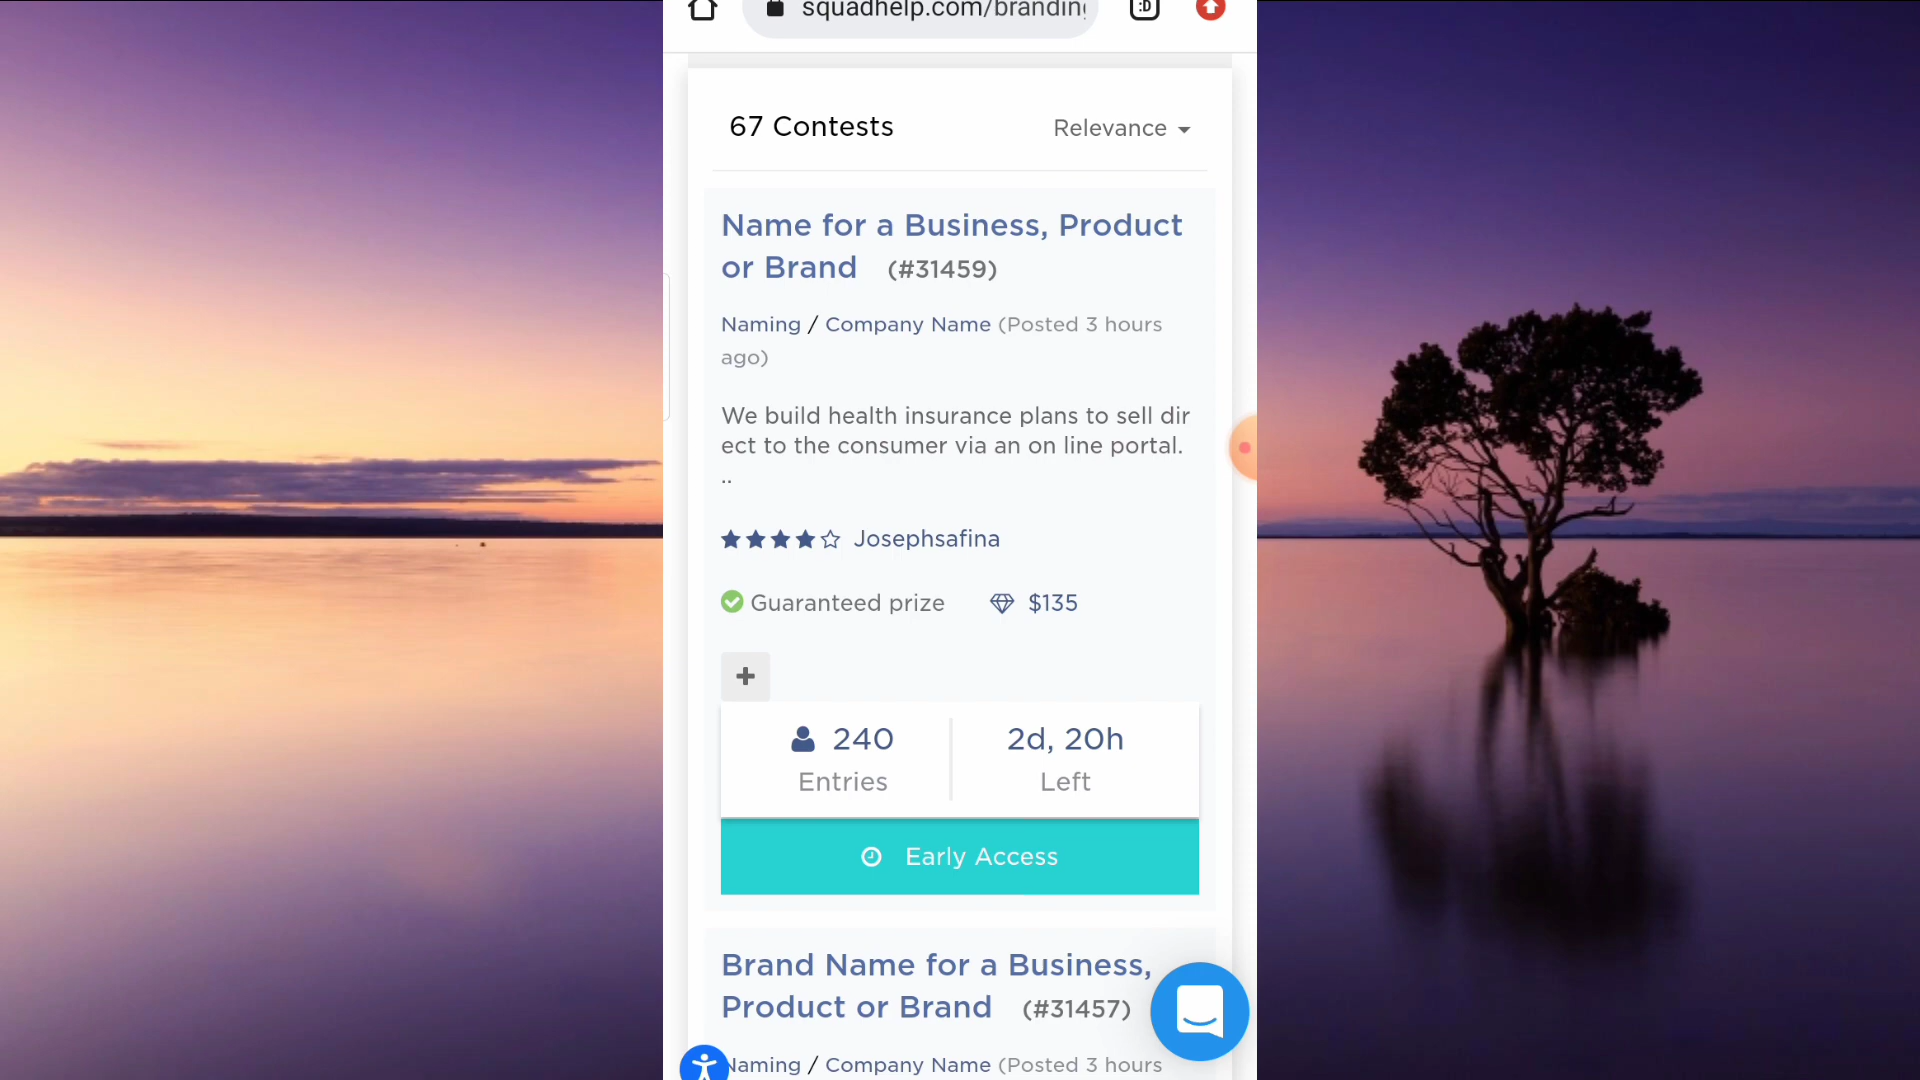 squadhelp.com/branding
:D
67 Contests
Relevance
Name for a Business, Product
or Brand (#31459)
Naming / Company Name (Posted 3 hours
ago)
We build health insurance plans to sell dir
ect to the consumer via an on line portal.
..
Josephsafina
Guaranteed prize $135
+
240 2d, 20h
Entries Left
Early Access
Brand Name for a Business,
Product or Brand (#31457)
Naming / Company Name (Posted 3 hours